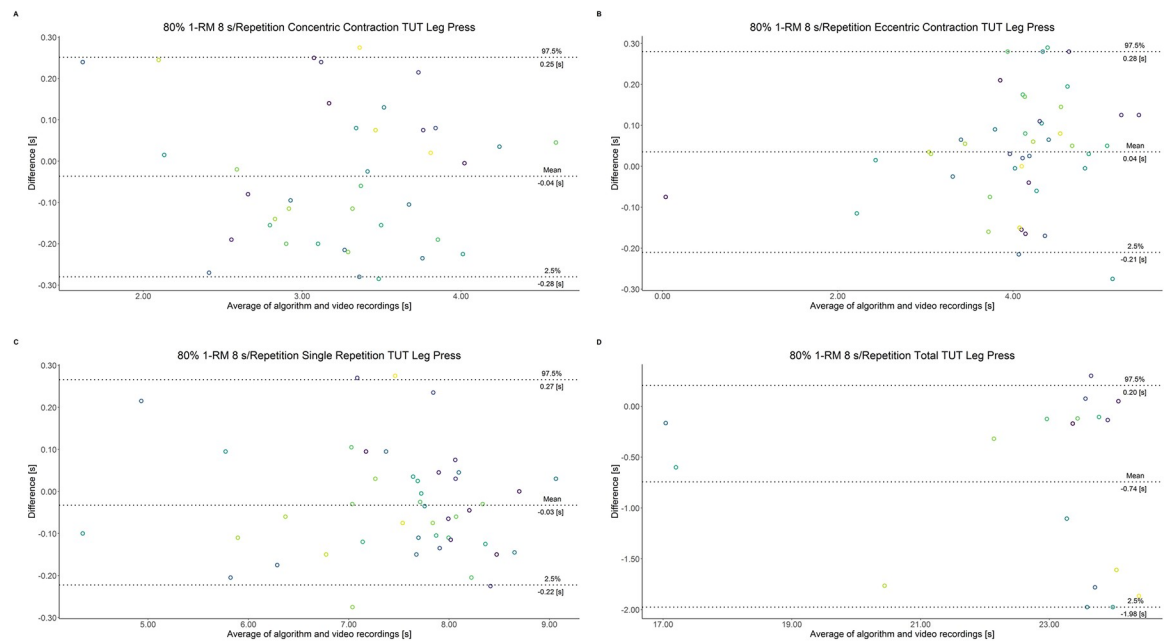 A
80% 1-RM 8 s/Repetition Concentric Contraction TUT Leg Press
0.30
97.5%
0.25 [s]
0.20
0.10
0.00
Mean
-0.04 [s]
-0.10
-0.20
2.5%
-0.28 [s]
-0.30
Difference [s]
2.00 3.00 4.00
Average of algorithm and video recordings [s]
B
80% 1-RM 8 s/Repetition Eccentric Contraction TUT Leg Press
0.30
97.5%
0.28 [s]
0.20
0.10
Mean
0.04 [s]
0.00
-0.10
-0.20
2.5%
-0.21 [s]
-0.30
Difference [s]
0.00 2.00 4.00
Average of algorithm and video recordings [s]
C
80% 1-RM 8 s/Repetition Single Repetition TUT Leg Press
0.30
97.5%
0.27 [s]
0.20
0.10
0.00
Mean
-0.03 [s]
-0.10
-0.20
2.5%
-0.22 [s]
-0.30
Difference [s]
5.00 6.00 7.00 8.00 9.00
Average of algorithm and video recordings [s]
D
80% 1-RM 8 s/Repetition Total TUT Leg Press
97.5%
0.20 [s]
0.00
-0.50
Mean
-0.74 [s]
-1.00
-1.50
2.5%
-1.98 [s]
-2.00
Difference [s]
17.00 19.00 21.00 23.00
Average of algorithm and video recordings [s]